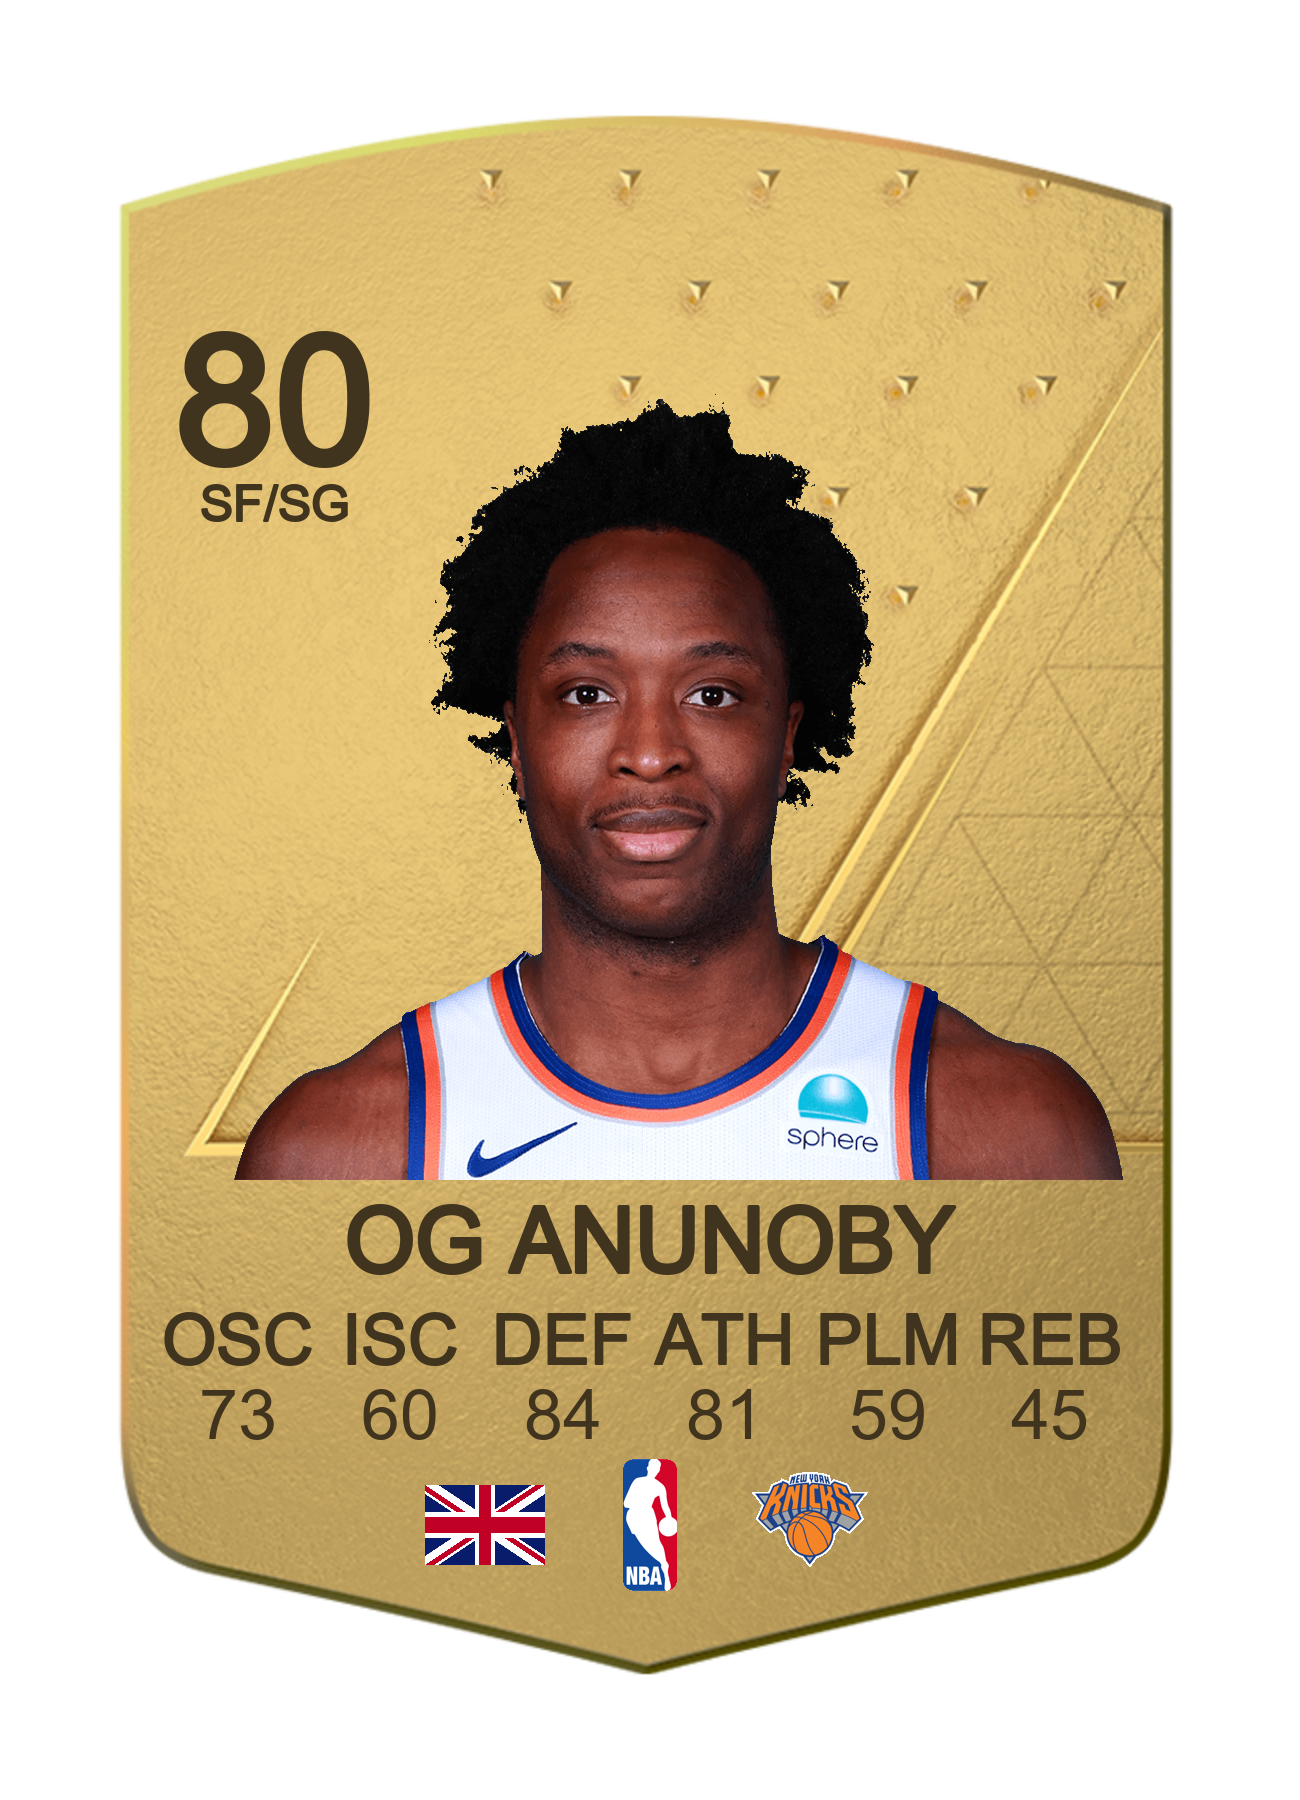 80
SF/SG
sphere
OG ANUNOBY
OSC ISC DEF ATH PLM REB
73 60 84 81 59 45
NBA
NEW YORK
KNICKS